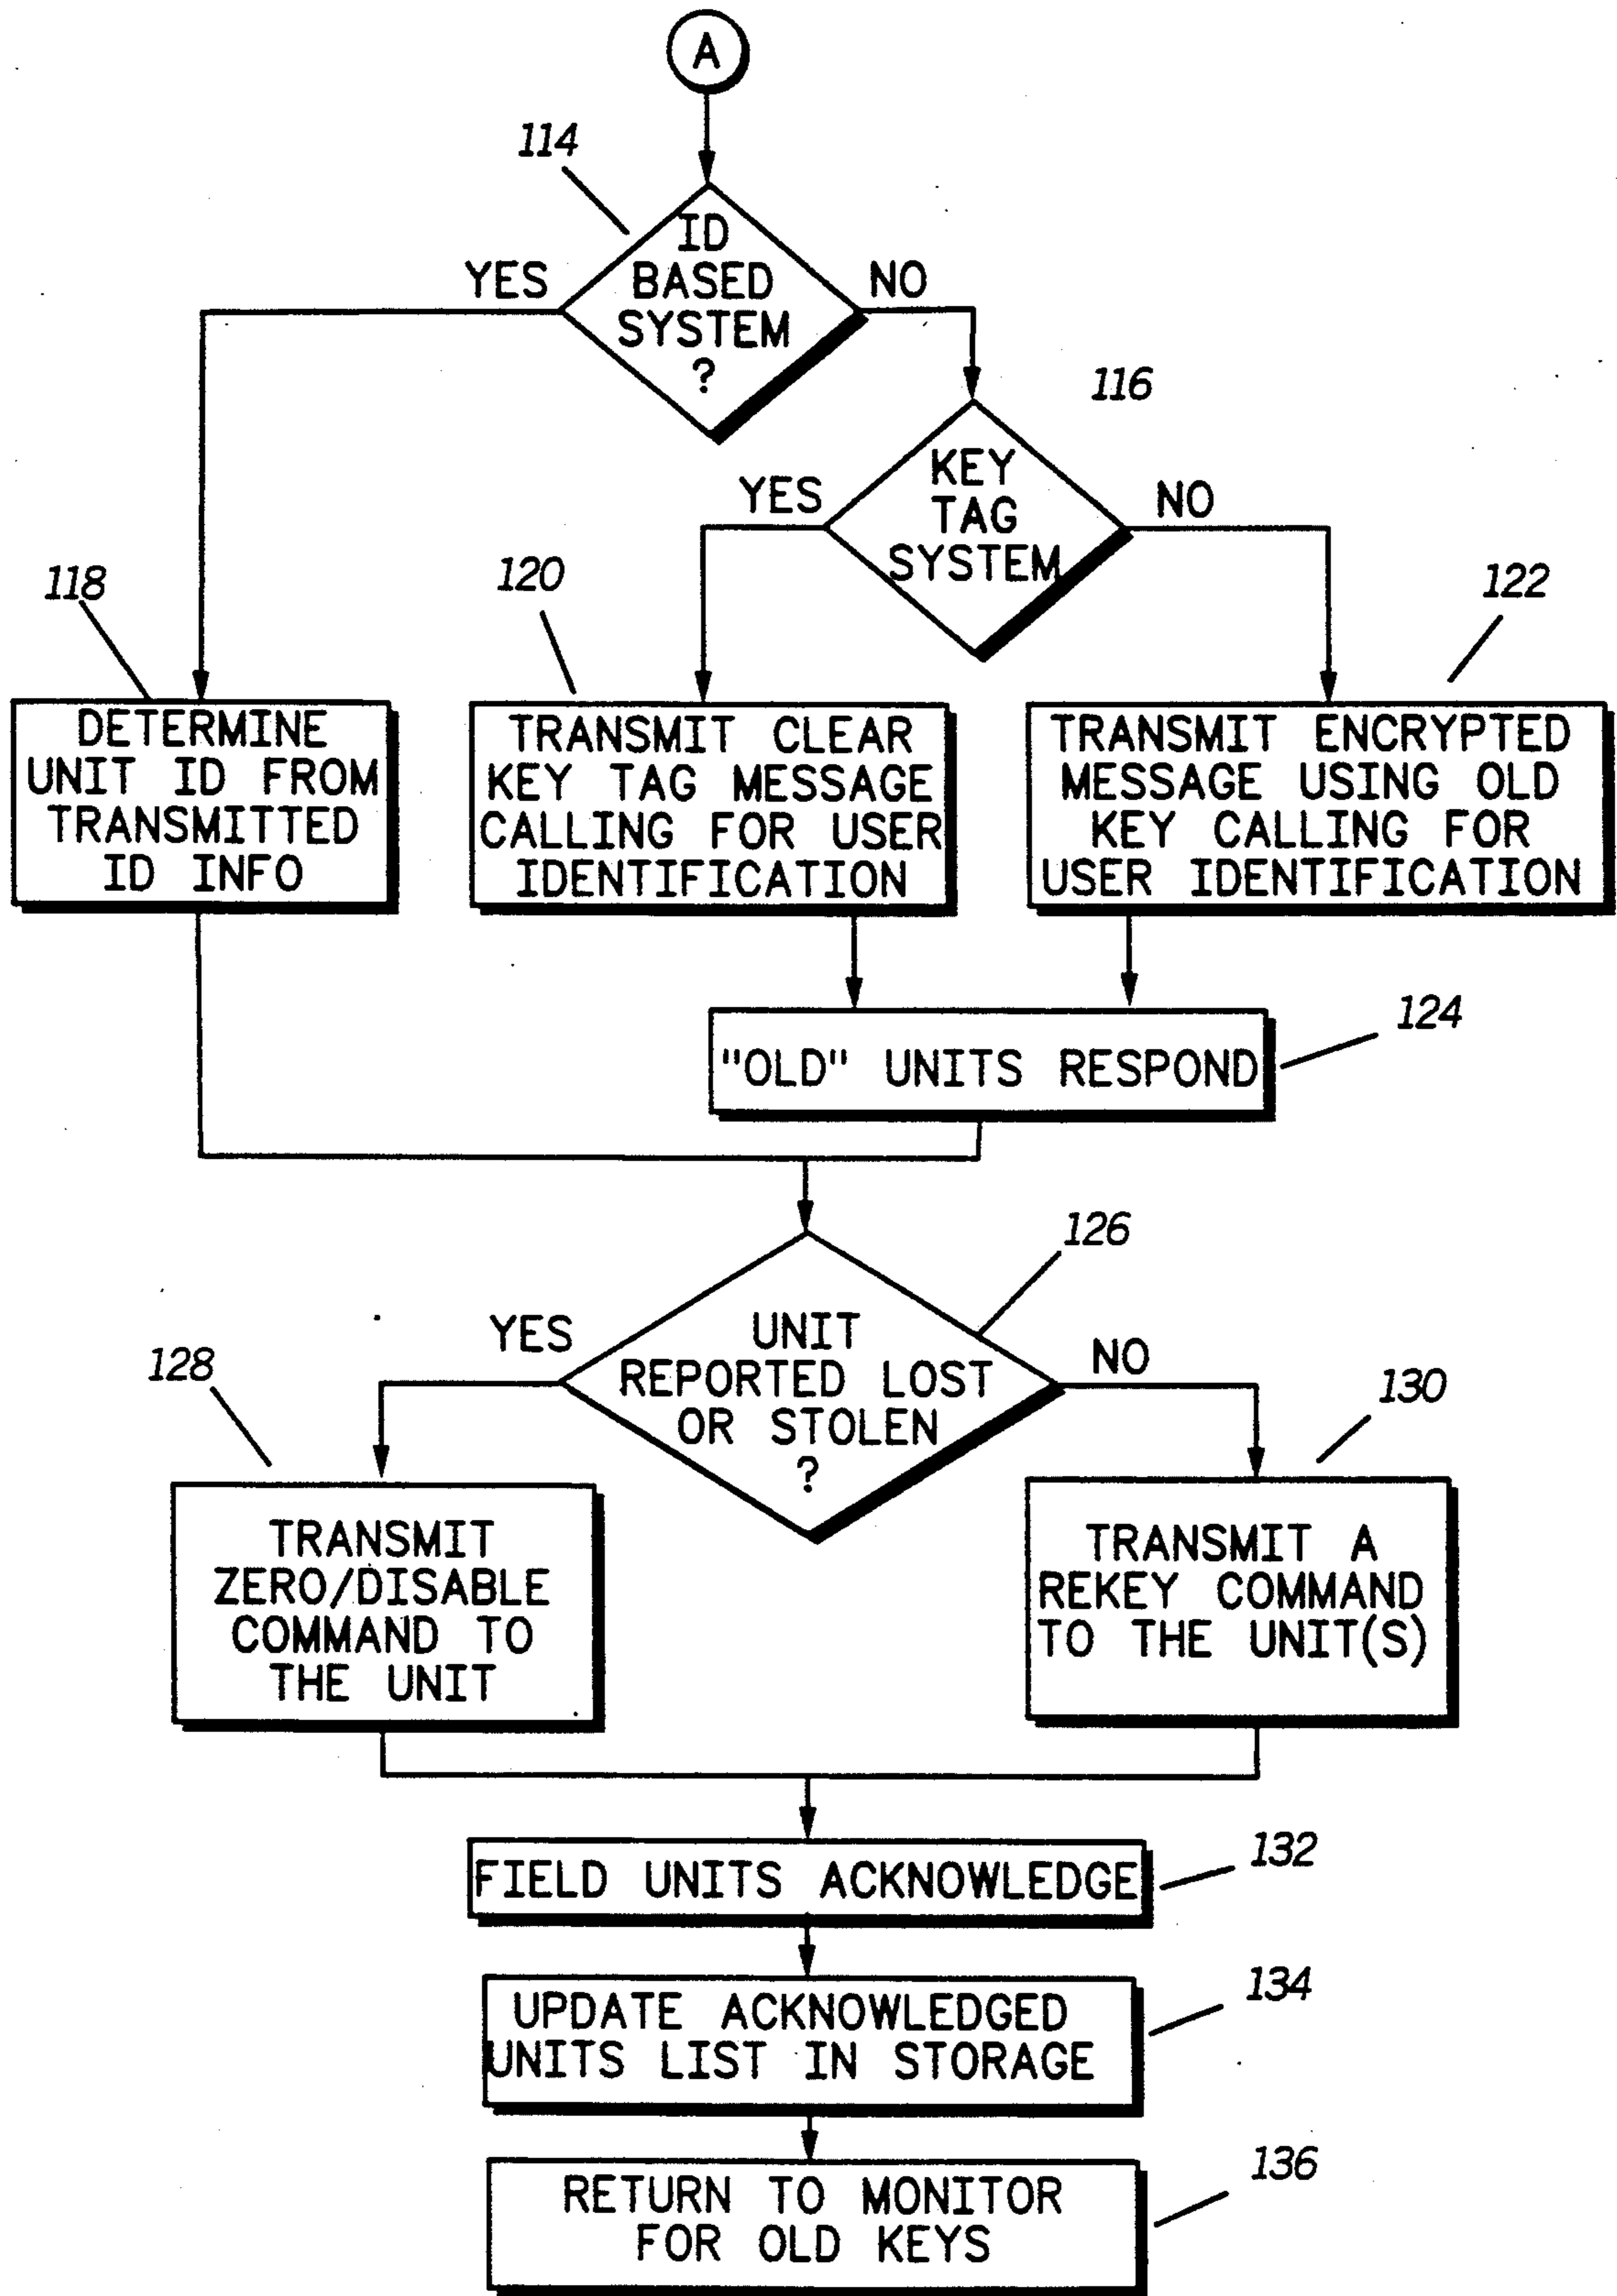 A
114
ID
BASED
SYSTEM
?
YES
NO
116
KEY
TAG
SYSTEM
YES
NO
118
DETERMINE
UNIT ID FROM
TRANSMITTED
ID INFO
120
TRANSMIT CLEAR
KEY TAG MESSAGE
CALLING FOR USER
IDENTIFICATION
122
TRANSMIT ENCRYPTED
MESSAGE USING OLD
KEY CALLING FOR
USER IDENTIFICATION
124
"OLD" UNITS RESPOND
126
UNIT
REPORTED LOST
OR STOLEN
?
YES
NO
128
TRANSMIT
ZERO/DISABLE
COMMAND TO
THE UNIT
130
TRANSMIT A
REKEY COMMAND
TO THE UNIT(S)
132
FIELD UNITS ACKNOWLEDGE
134
UPDATE ACKNOWLEDGED
UNITS LIST IN STORAGE
136
RETURN TO MONITOR
FOR OLD KEYS